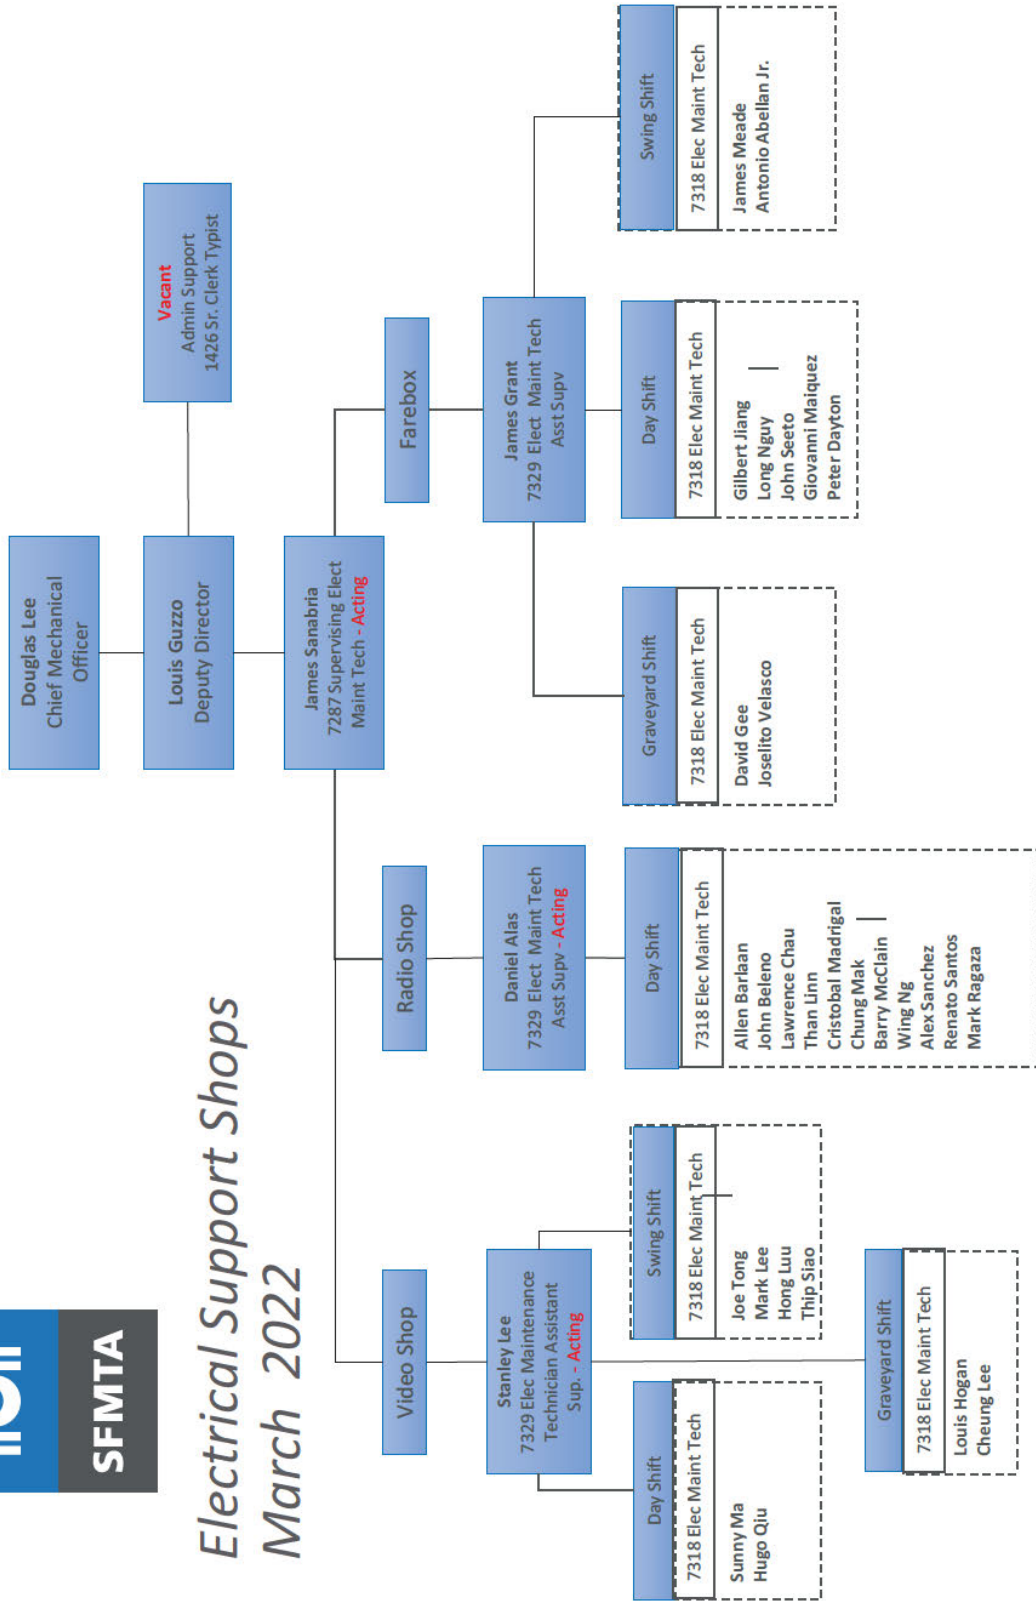 SFMTA
Electrical Support Shops
March 2022
Douglas Lee
Chief Mechanical
Officer
Louis Guzzo
Deputy Director
Vacant
Admin Support
1426 Sr. Clerk Typist
James Sanabria
7287 Supervising Elect
Maint Tech - Acting
Video Shop
Radio Shop
Farebox
Stanley Lee
7329 Elec Maintenance
Technician Assistant
Sup. - Acting
Daniel Alas
7329 Elect Maint Tech
Asst Supv - Acting
James Grant
7329 Elect Maint Tech
Asst Supv
Day Shift
7318 Elec Maint Tech
Sunny Ma
Hugo Qiu
Swing Shift
7318 Elec Maint Tech
Joe Tong
Mark Lee
Hong Luu
Thip Siao
Graveyard Shift
7318 Elec Maint Tech
Louis Hogan
Cheung Lee
Day Shift
7318 Elec Maint Tech
Allen Barlaan
John Beleno
Lawrence Chau
Than Linn
Cristobal Madrigal
Chung Mak
Barry McClain
Wing Ng
Alex Sanchez
Renato Santos
Mark Ragaza
Graveyard Shift
7318 Elec Maint Tech
David Gee
Joselito Velasco
Day Shift
7318 Elec Maint Tech
Gilbert Jiang
Long Nguy
John Seeto
Giovanni Maiquez
Peter Dayton
Swing Shift
7318 Elec Maint Tech
James Meade
Antonio Abellan Jr.